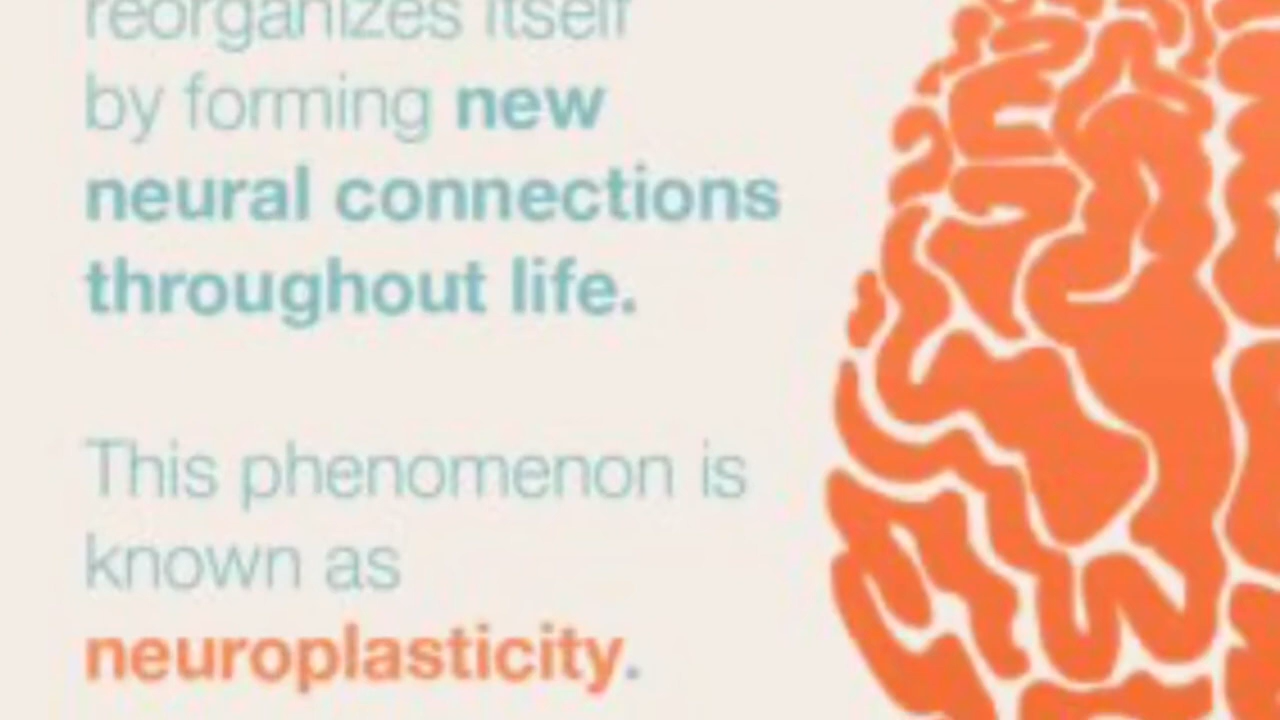 reorganizes itself
by forming new
neural connections
throughout life.
This phenomenon is
known as
neuroplasticity.